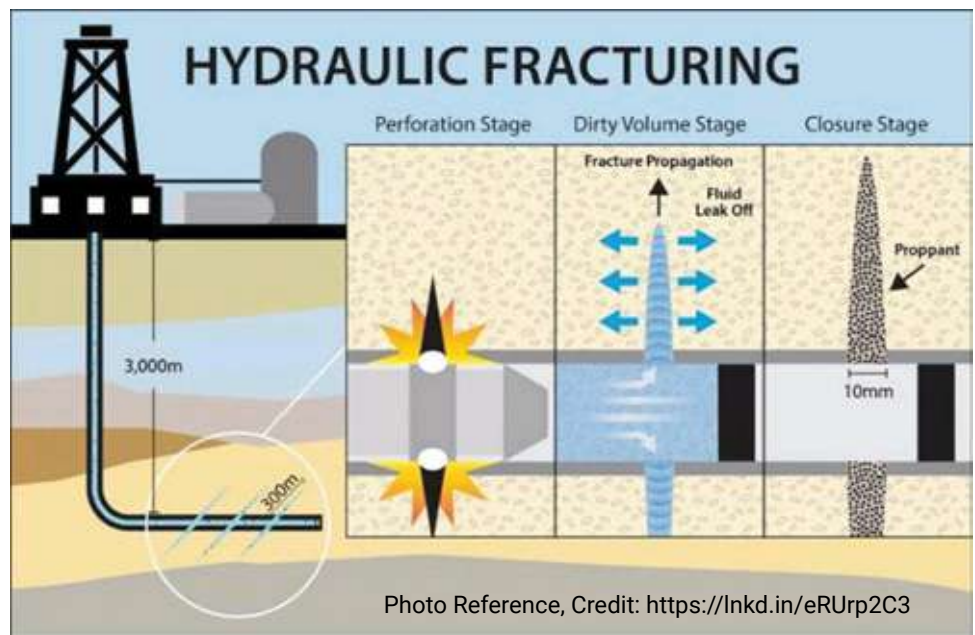 HYDRAULIC FRACTURING
Perforation Stage
Dirty Volume Stage
Closure Stage
Fracture Propagation
Fluid
Leak Off
Proppant
3,000m
10mm
300m
Photo Reference, Credit: https://lnkd.in/eRUrp2C3